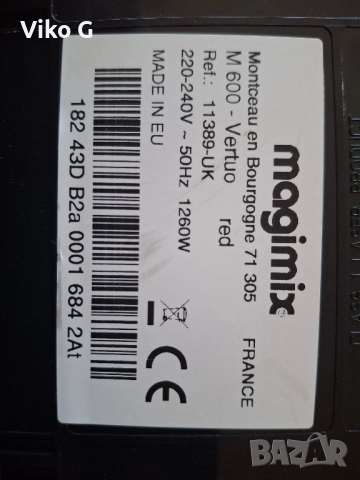 Viko G
magimix®
Montceau en Bourgogne 71 305 FRANCE
M 600 - Vertuo red
Ref.: 11389-UK
220-240V ~ 50Hz 1260W
MADE IN EU
CE
182 43D B2a 0001 684 2At
BAZAR